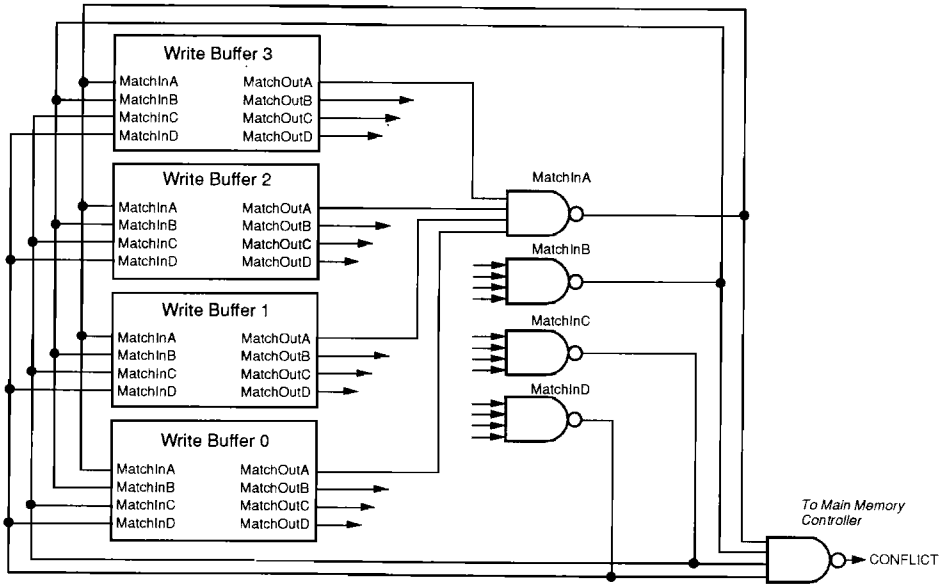 Write Buffer 3
MatchInA MatchOutA
MatchInB MatchOutB
MatchInC MatchOutC
MatchInD MatchOutD
Write Buffer 2
MatchInA MatchOutA
MatchInB MatchOutB
MatchInC MatchOutC
MatchInD MatchOutD
Write Buffer 1
MatchInA MatchOutA
MatchInB MatchOutB
MatchInC MatchOutC
MatchInD MatchOutD
Write Buffer 0
MatchInA MatchOutA
MatchInB MatchOutB
MatchInC MatchOutC
MatchInD MatchOutD
MatchInA
MatchInB
MatchInC
MatchInD
To Main Memory
Controller
CONFLICT